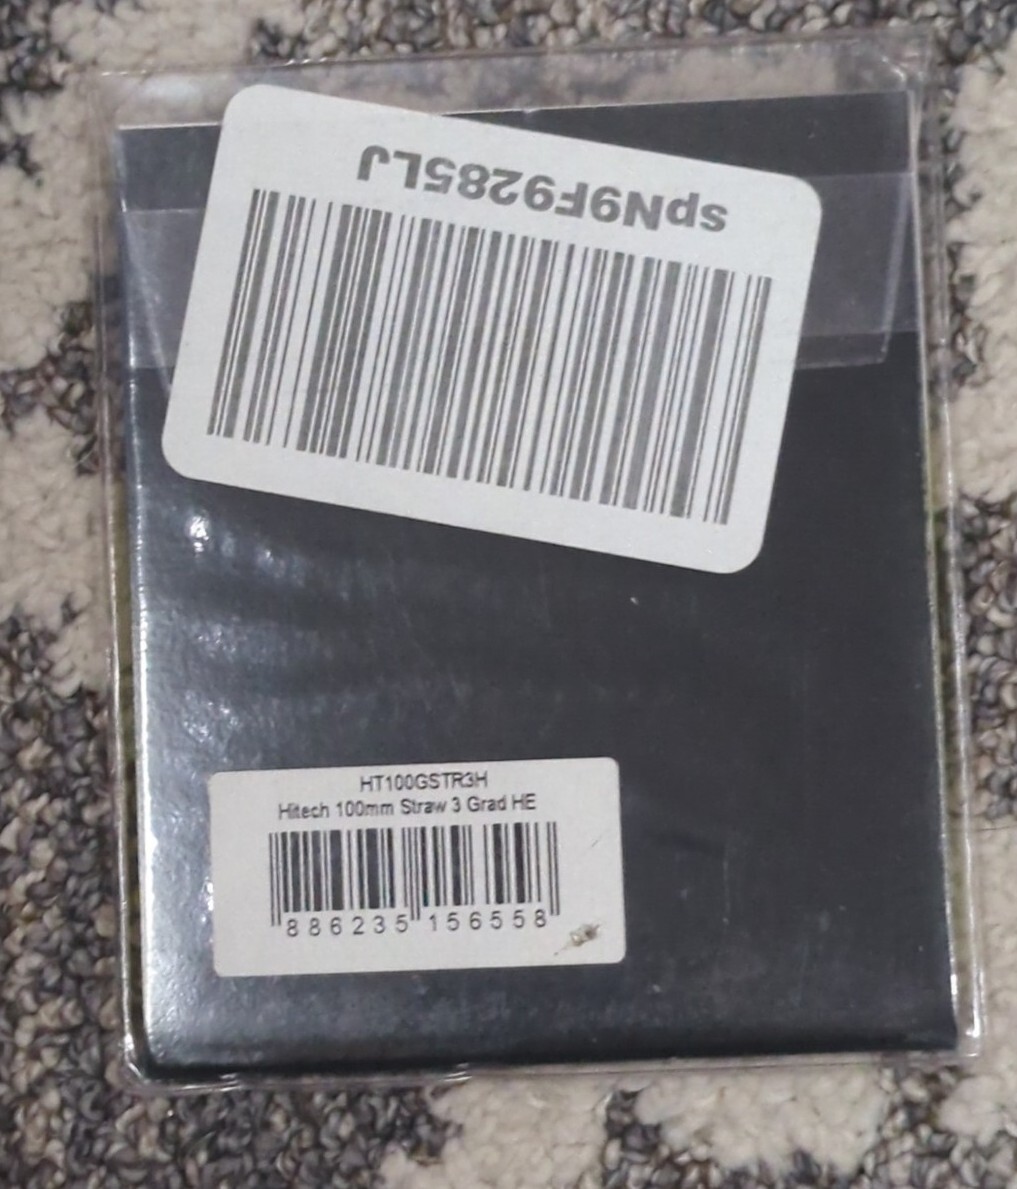 spN9F9285LJ
HT100GSTR3H
Hitech 100mm Straw 3 Grad HE
886235 156558